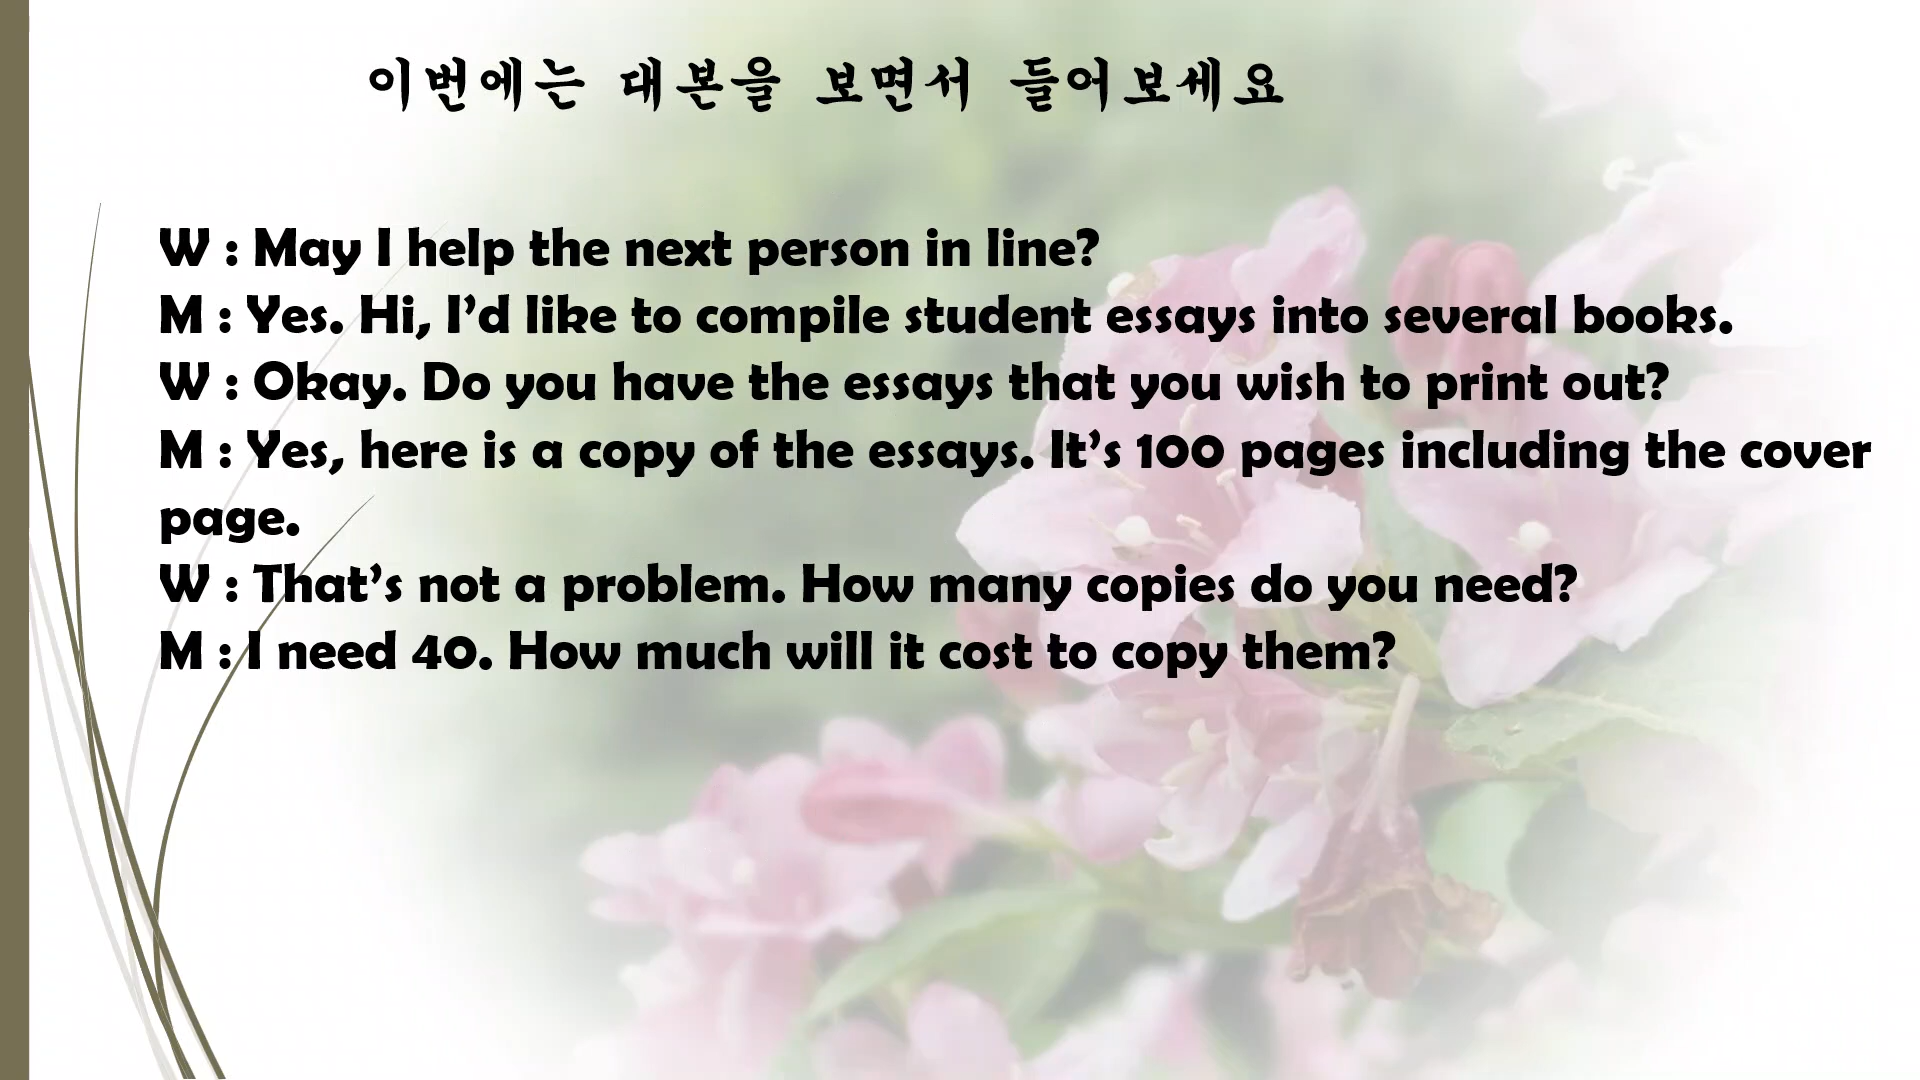 이번에는 대본을 보면서 들어보세요
W : May I help the next person in line?
M : Yes. Hi, I’d like to compile student essays into several books.
W : Okay. Do you have the essays that you wish to print out?
M : Yes, here is a copy of the essays. It’s 100 pages including the cover
page.
W : That’s not a problem. How many copies do you need?
M : I need 40. How much will it cost to copy them?